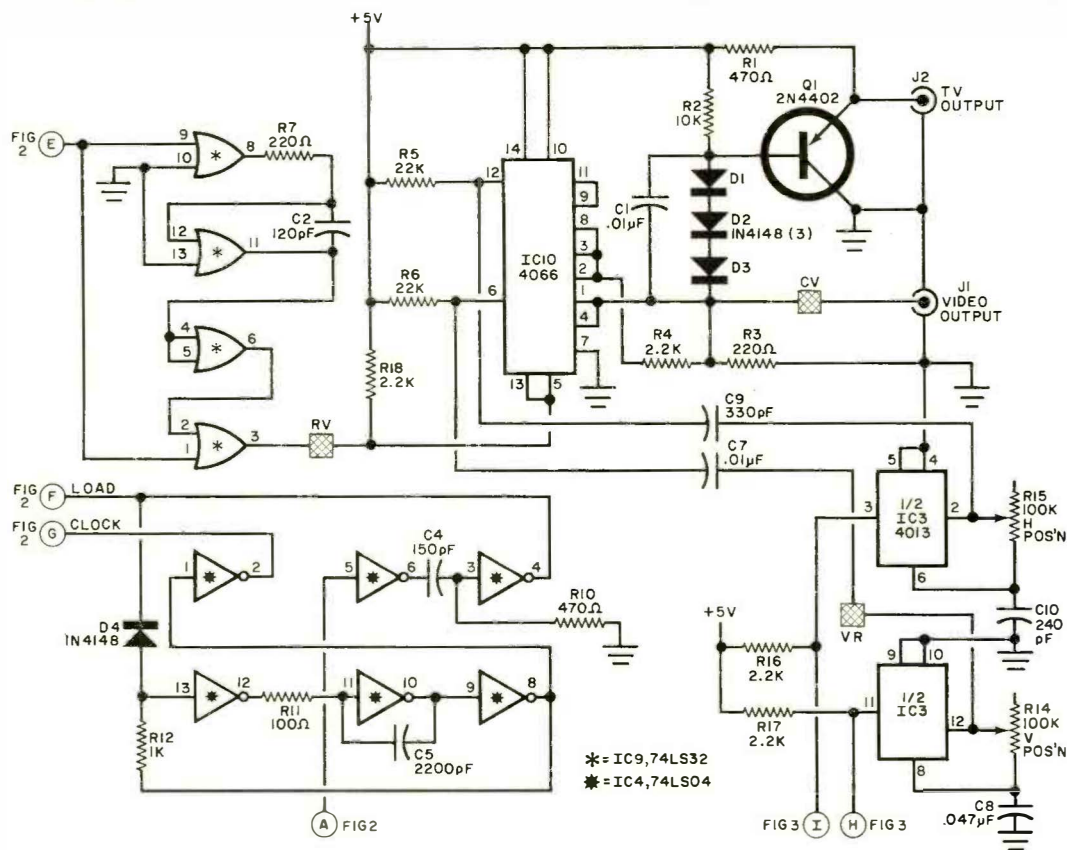 +5V
R1
470Ω
Q1
2N4402
J2
TV
OUTPUT
R2
10K
FIG
2
E
9
10
8
R7
220Ω
R5
22K
14
10
12
11
9
8
3
2
1
4
7
IC10
4066
C1
.01µF
D1
D2
1N4148 (3)
D3
12
13
11
C2
120pF
R6
22K
6
CV
J1
VIDEO
OUTPUT
4
5
6
R18
2.2K
13
5
R4
2.2K
R3
220Ω
2
1
3
RV
C9
330pF
C7
.01µF
FIG
2
F
LOAD
FIG
2
G
CLOCK
5
4
3
1/2
IC3
4013
2
6
R15
100K
H
POS'N
1
2
5
6
C4
150pF
3
4
R10
470Ω
D4
1N4148
+5V
VR
C10
240
pF
R16
2.2K
R17
2.2K
9
10
11
1/2
IC3
12
8
R14
100K
V
POS'N
13
12
R11
100Ω
11
10
9
8
R12
1K
C5
2200pF
* = IC9, 74LS32
✷ = IC4, 74LS04
A
FIG2
FIG3
I
H
FIG3
C8
.047µF